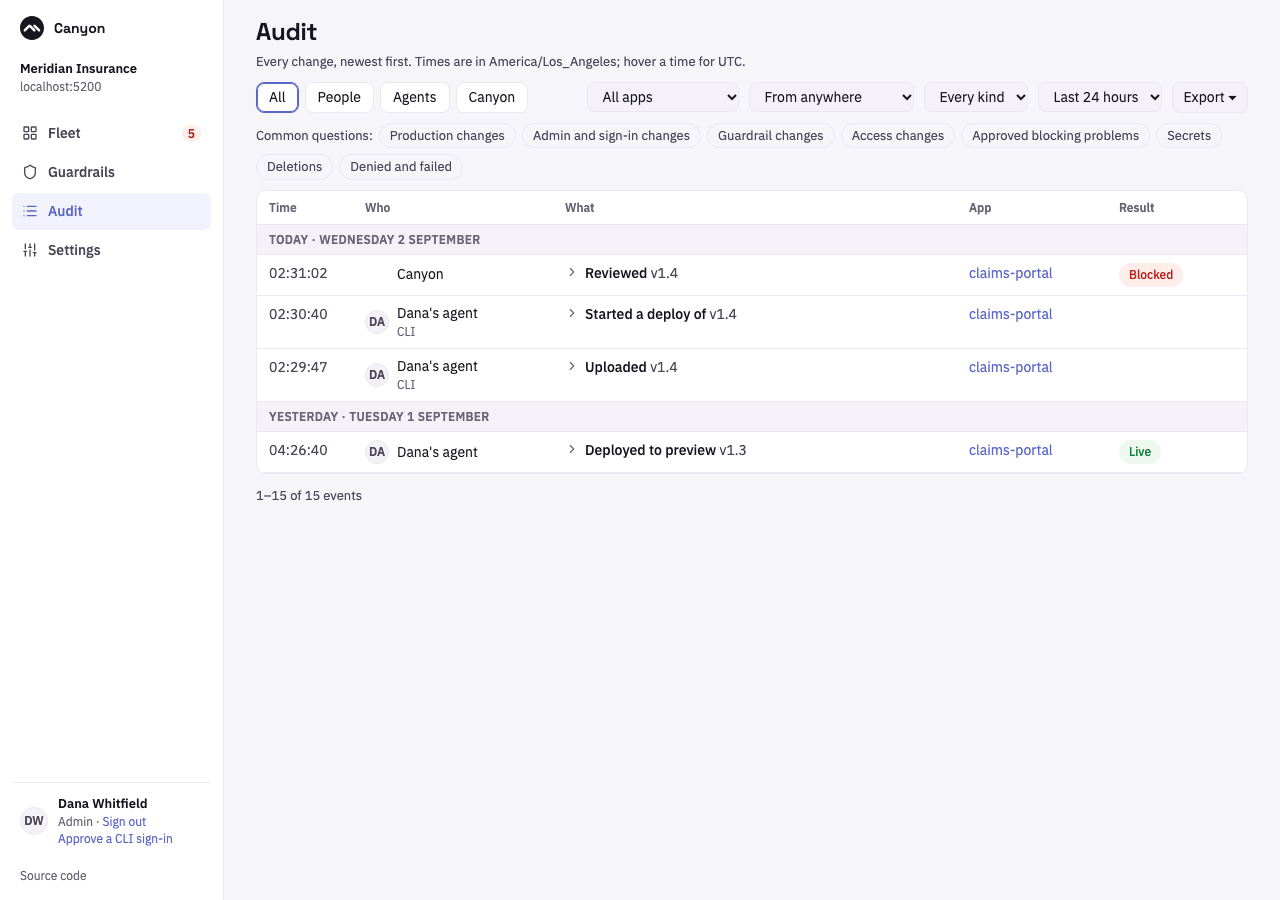 Canyon
Meridian Insurance
localhost:5200
Fleet 5
Guardrails
Audit
Settings
DW
Dana Whitfield
Admin · Sign out
Approve a CLI sign-in
Source code
Audit
Every change, newest first. Times are in America/Los_Angeles; hover a time for UTC.
All People Agents Canyon All apps From anywhere Every kind Last 24 hours Export
Common questions: Production changes Admin and sign-in changes Guardrail changes Access changes Approved blocking problems Secrets
Deletions Denied and failed
Time Who What App Result
TODAY · WEDNESDAY 2 SEPTEMBER
02:31:02 Canyon Reviewed v1.4 claims-portal Blocked
02:30:40 DA Dana's agent Started a deploy of v1.4 claims-portal
CLI
02:29:47 DA Dana's agent Uploaded v1.4 claims-portal
CLI
YESTERDAY · TUESDAY 1 SEPTEMBER
04:26:40 DA Dana's agent Deployed to preview v1.3 claims-portal Live
1–15 of 15 events